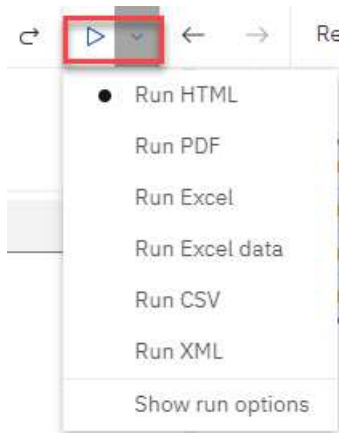 Re
Run HTML
Run PDF
Run Excel
Run Excel data
Run CSV
Run XML
Show run options